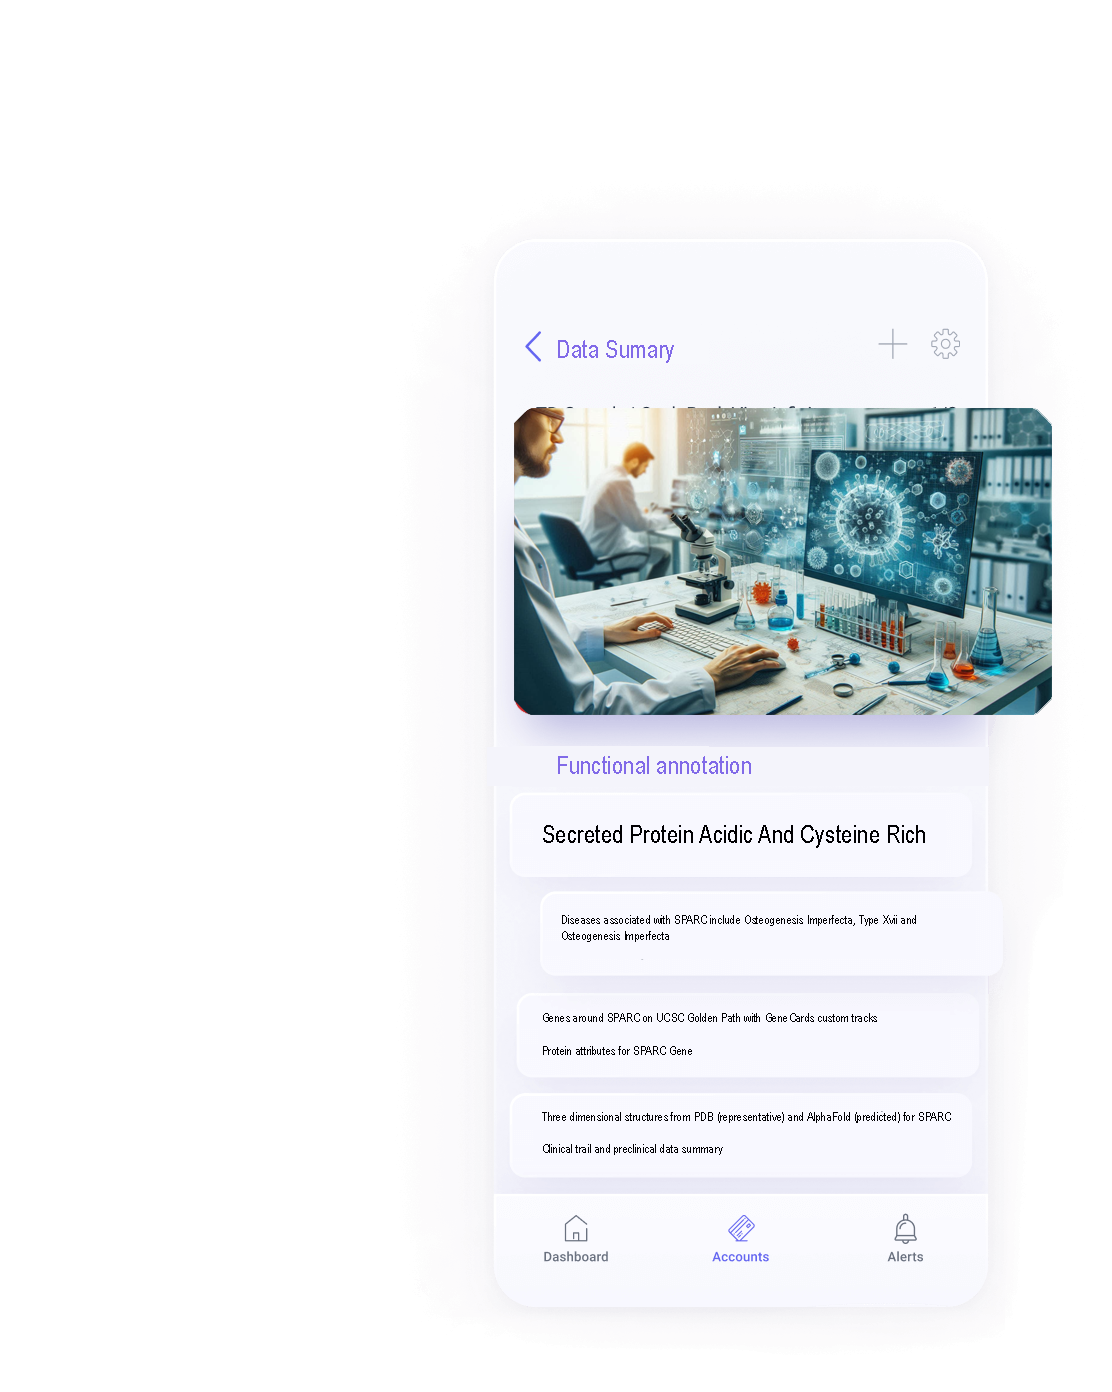 Data Sumary
Functional annotation
Secreted Protein Acidic And Cysteine Rich
Diseases associated with SPARC include Osteogenesis Imperfecta, Type Xvii and
Osteogenesis Imperfecta
Genes around SPARC on UCSC Golden Path with GeneCards custom tracks
Protein attributes for SPARC Gene
Three dimensional structures from PDB (representative) and AlphaFold (predicted) for SPARC
Clinical trail and preclinical data summary
Dashboard
Accounts
Alerts